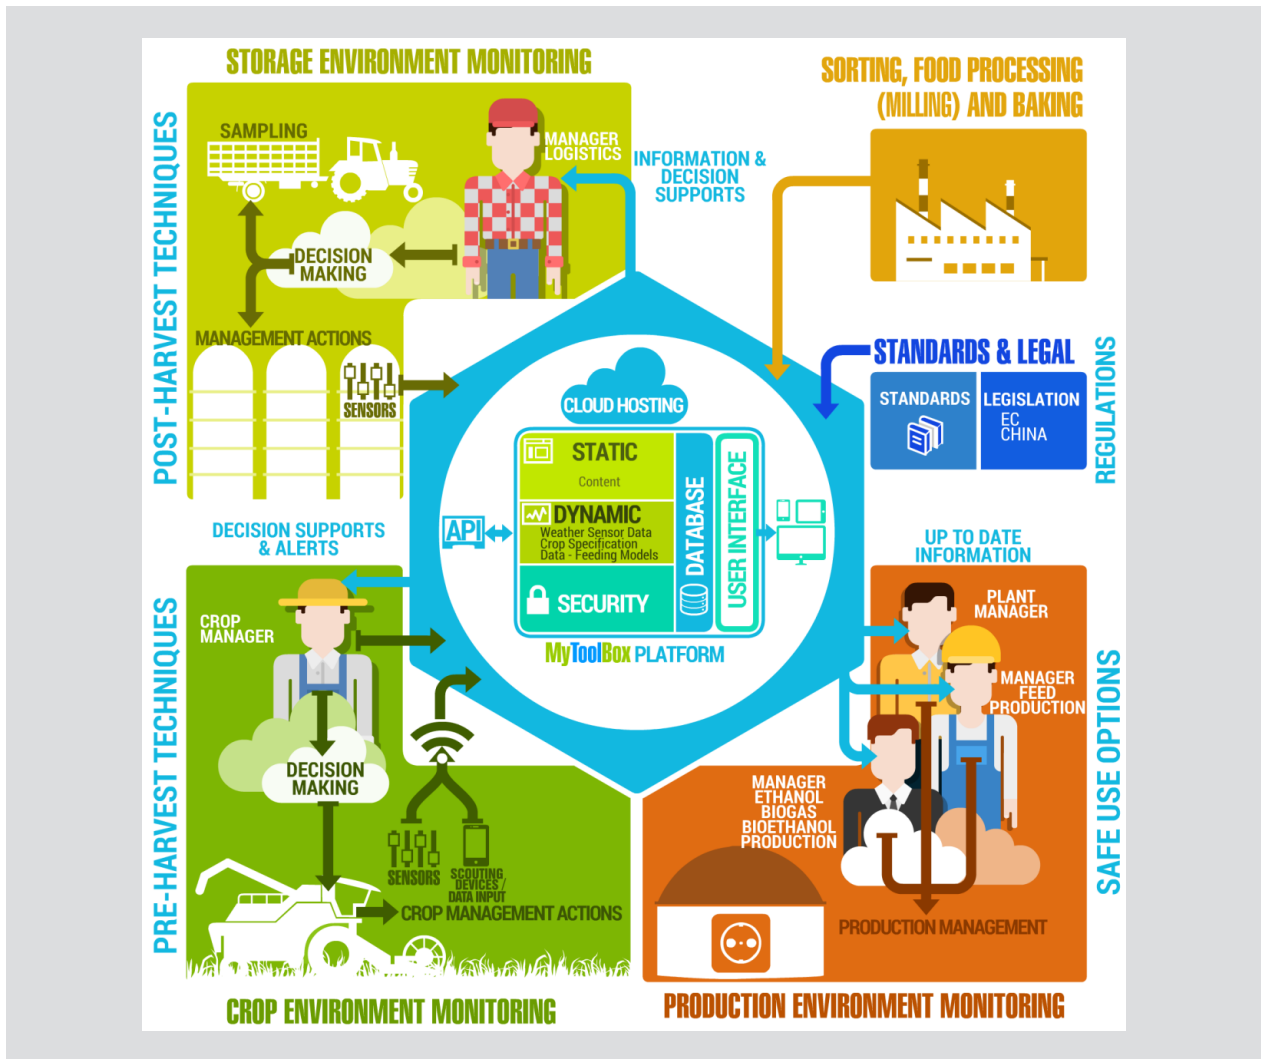 STORAGE ENVIRONMENT MONITORING
POST-HARVEST TECHNIQUES
SAMPLING
MANAGER
LOGISTICS
DECISION
MAKING
MANAGEMENT ACTIONS
SENSORS
INFORMATION &
DECISION
SUPPORTS
SORTING, FOOD PROCESSING
(MILLING) AND BAKING
STANDARDS & LEGAL
STANDARDS
LEGISLATION
EC
CHINA
REGULATIONS
CLOUD HOSTING
STATIC
Content
DYNAMIC
Weather Sensor Data
Crop Specification
Data - Feeding Models
SECURITY
DATABASE
USER INTERFACE
API
MyToolBox PLATFORM
DECISION SUPPORTS
& ALERTS
PRE-HARVEST TECHNIQUES
CROP
MANAGER
DECISION
MAKING
SENSORS
SCOUTING
DEVICES /
DATA INPUT
CROP MANAGEMENT ACTIONS
CROP ENVIRONMENT MONITORING
UP TO DATE
INFORMATION
PLANT
MANAGER
MANAGER
FEED
PRODUCTION
MANAGER
ETHANOL
BIOGAS
BIOETHANOL
PRODUCTION
PRODUCTION MANAGEMENT
SAFE USE OPTIONS
PRODUCTION ENVIRONMENT MONITORING